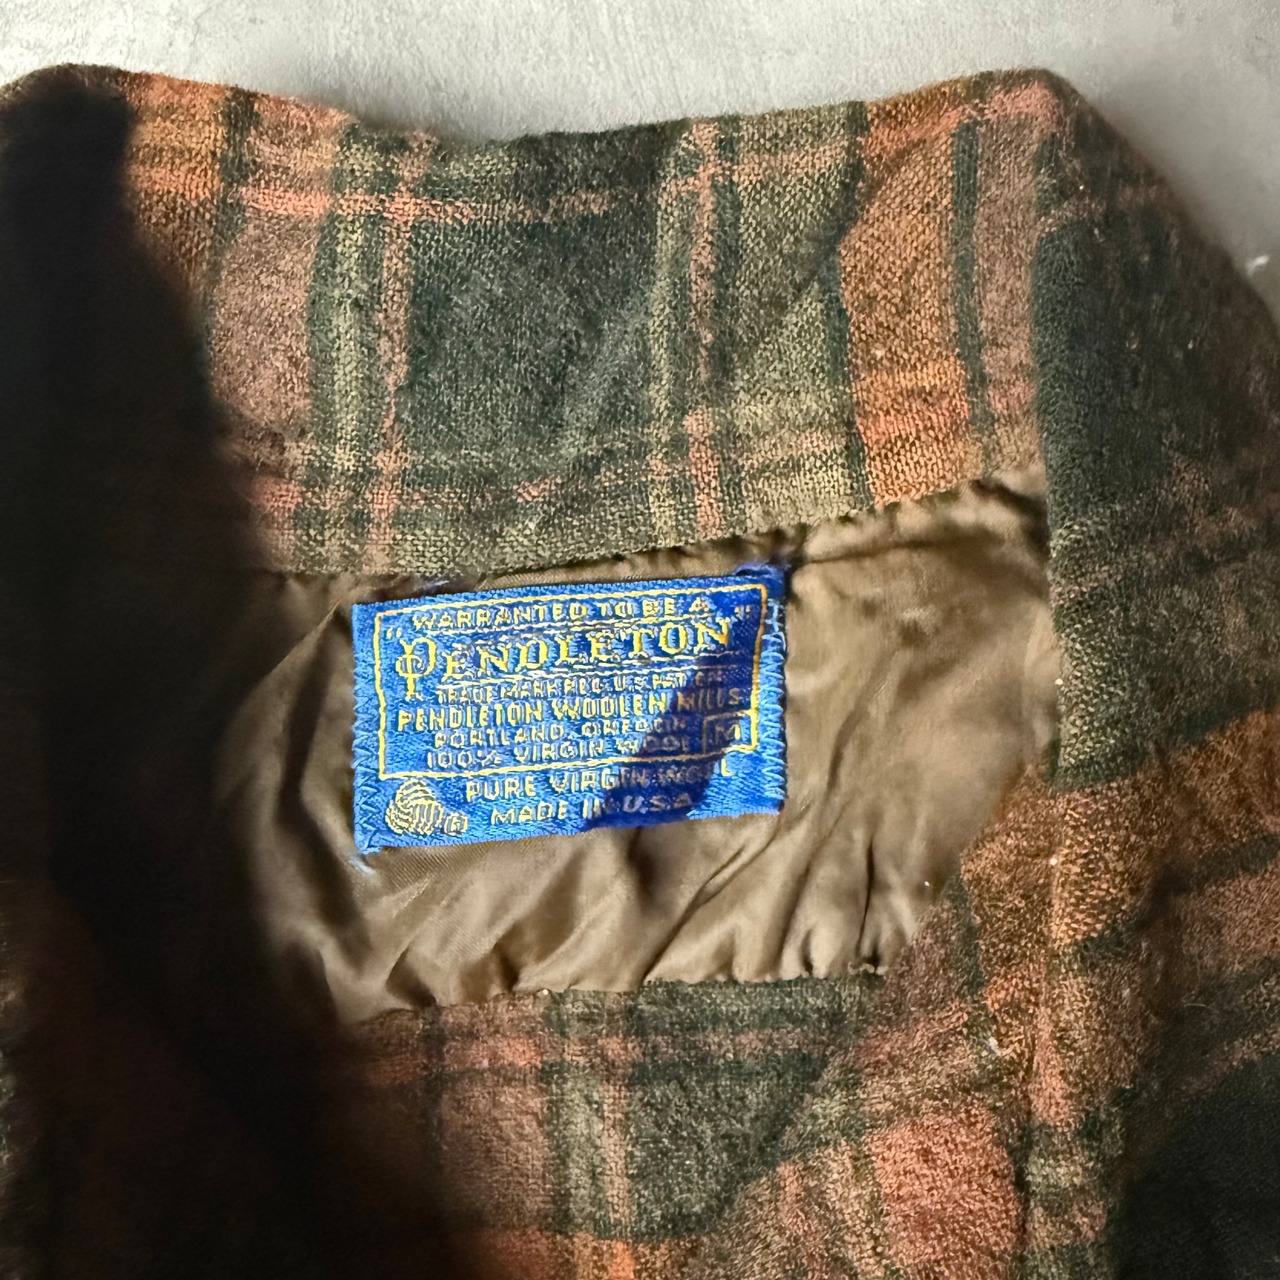 WARRANTED TO BE A
"PENDLETON"
TRADE MARK REG. U.S. PAT. OFF.
PENDLETON WOOLEN MILLS
PORTLAND, OREGON
100% VIRGIN WOOL M
PURE VIRGIN WOOL
R MADE IN U.S.A.